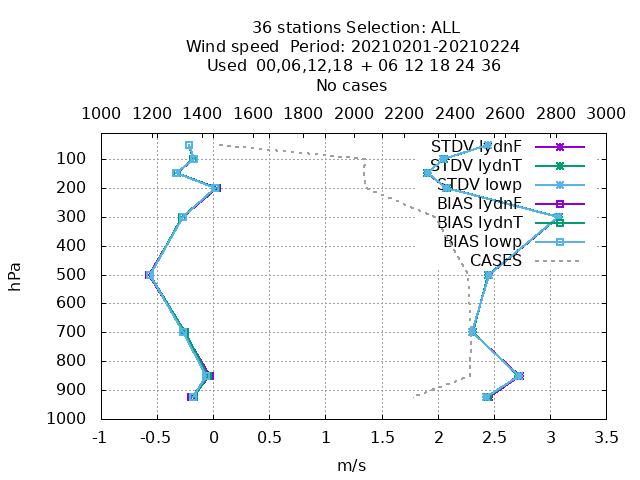 36 stations Selection: ALL
Wind speed  Period: 20210201-20210224
Used  00,06,12,18  + 06 12 18 24 36
No cases
1000 1200 1400 1600 1800 2000 2200 2400 2600 2800 3000
STDV lydnF
STDV lydnT
STDV lowp
BIAS lydnF
BIAS lydnT
BIAS lowp
CASES
100
200
300
400
500
600
700
800
900
1000
hPa
-1 -0.5 0 0.5 1 1.5 2 2.5 3 3.5
m/s